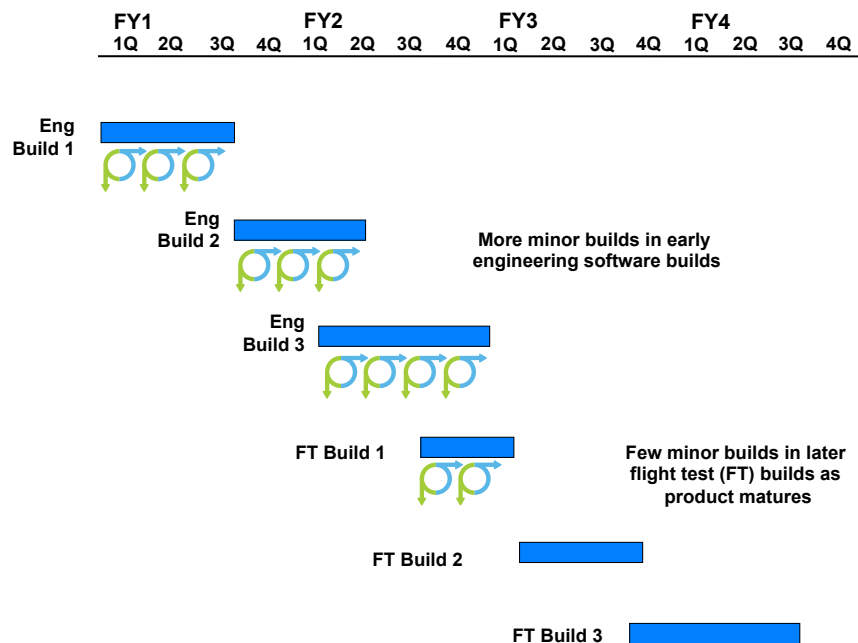 FY1 FY2 FY3 FY4
1Q 2Q 3Q 4Q 1Q 2Q 3Q 4Q 1Q 2Q 3Q 4Q 1Q 2Q 3Q 4Q
Eng
Build 1
Eng
Build 2
More minor builds in early
engineering software builds
Eng
Build 3
FT Build 1
Few minor builds in later
flight test (FT) builds as
product matures
FT Build 2
FT Build 3